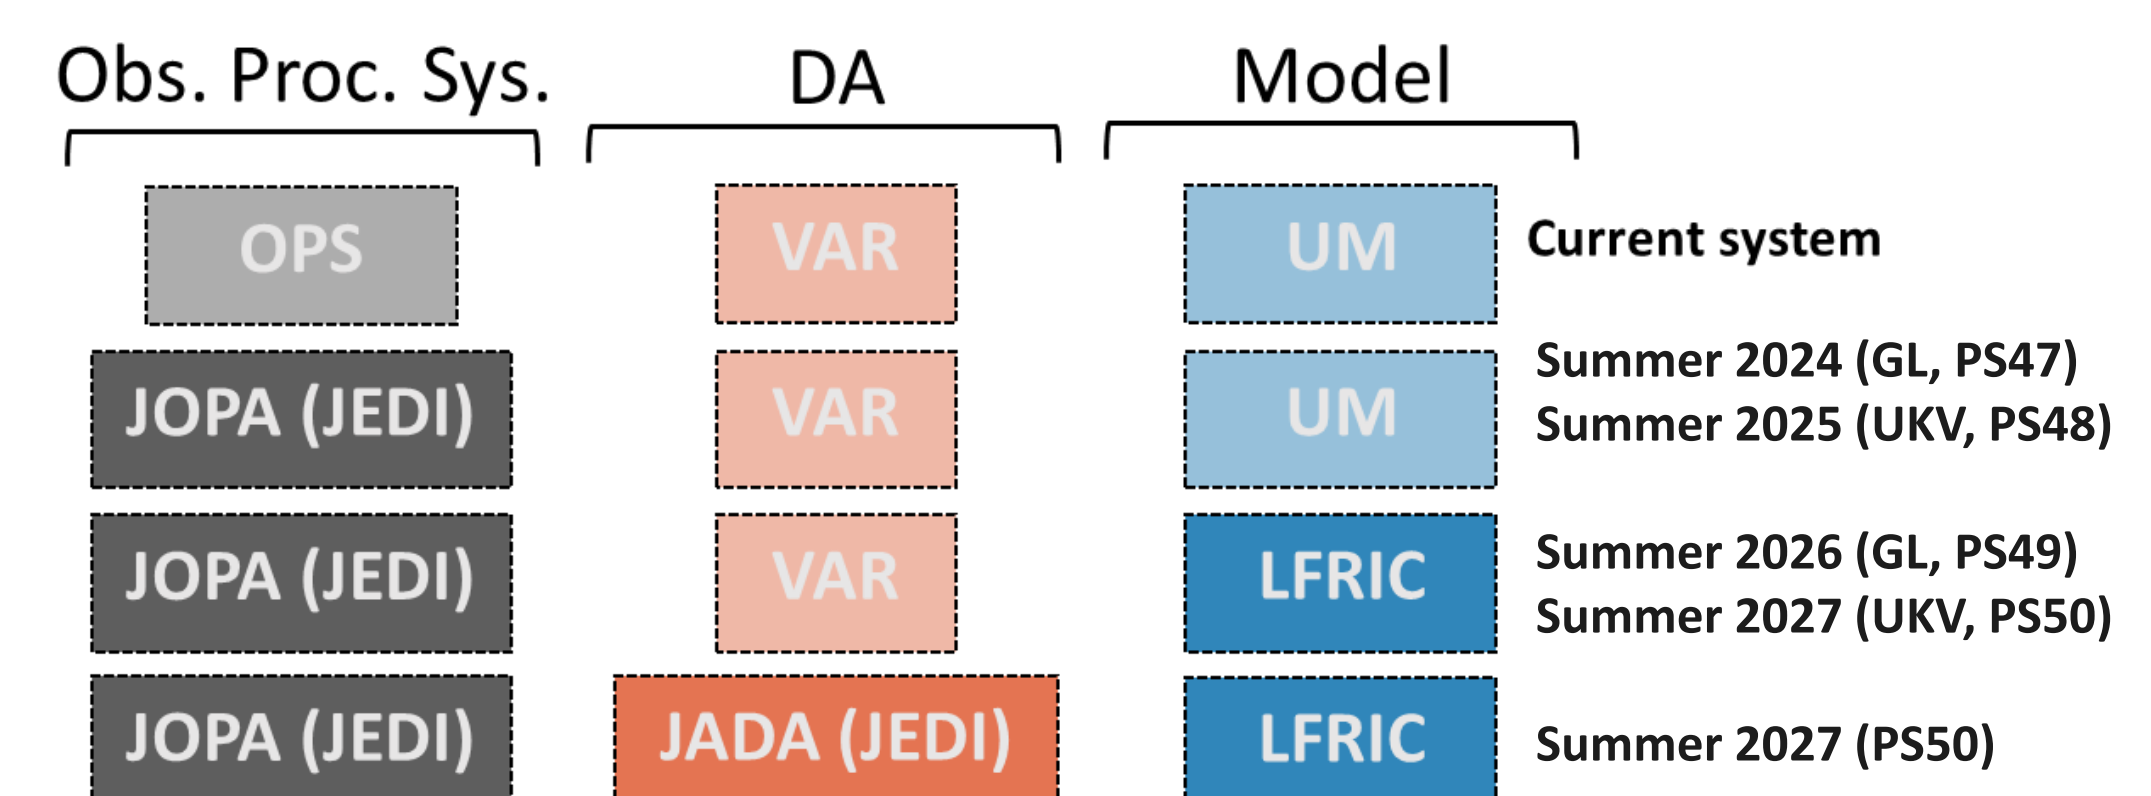 Obs. Proc. Sys. DA Model
OPS VAR UM Current system
JOPA (JEDI) VAR UM Summer 2024 (GL, PS47)
Summer 2025 (UKV, PS48)
JOPA (JEDI) VAR LFRIC Summer 2026 (GL, PS49)
Summer 2027 (UKV, PS50)
JOPA (JEDI) JADA (JEDI) LFRIC Summer 2027 (PS50)